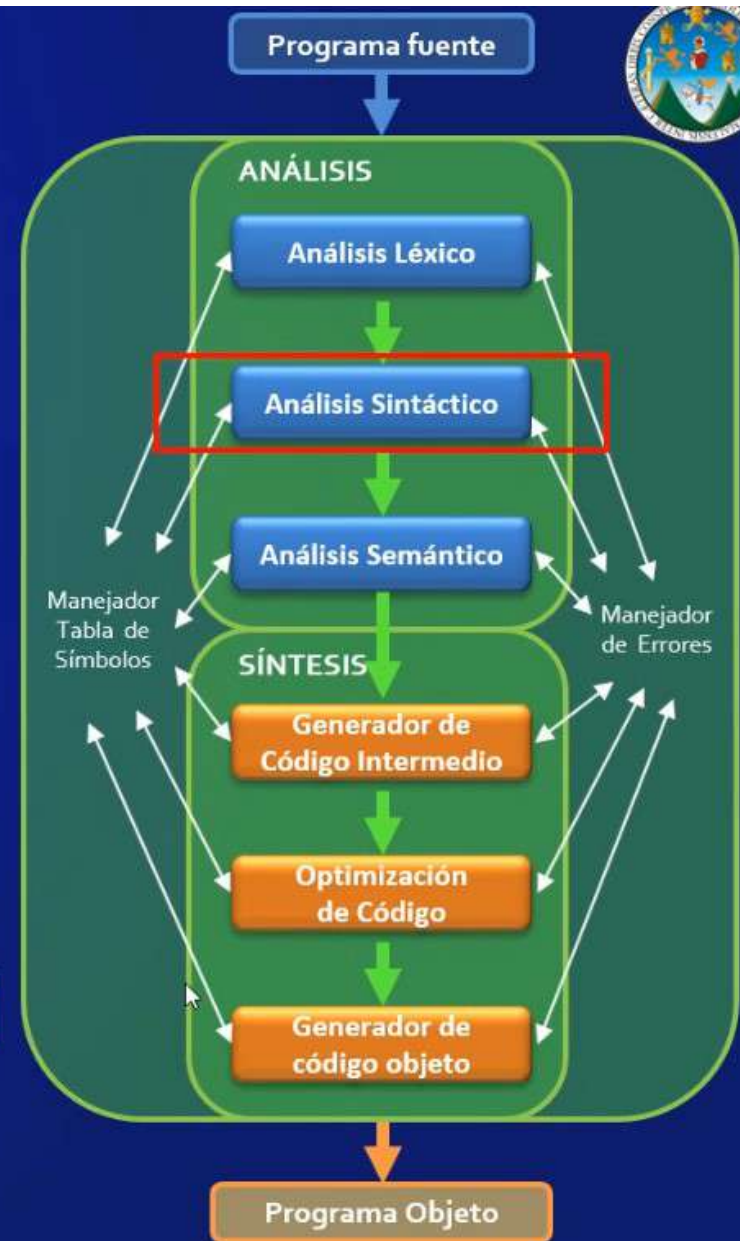 Programa fuente
ANÁLISIS
Análisis Léxico
Análisis Sintáctico
Análisis Semántico
Manejador
Tabla de
Símbolos
Manejador
de Errores
SÍNTESIS
Generador de
Código Intermedio
Optimización
de Código
Generador de
código objeto
Programa Objeto